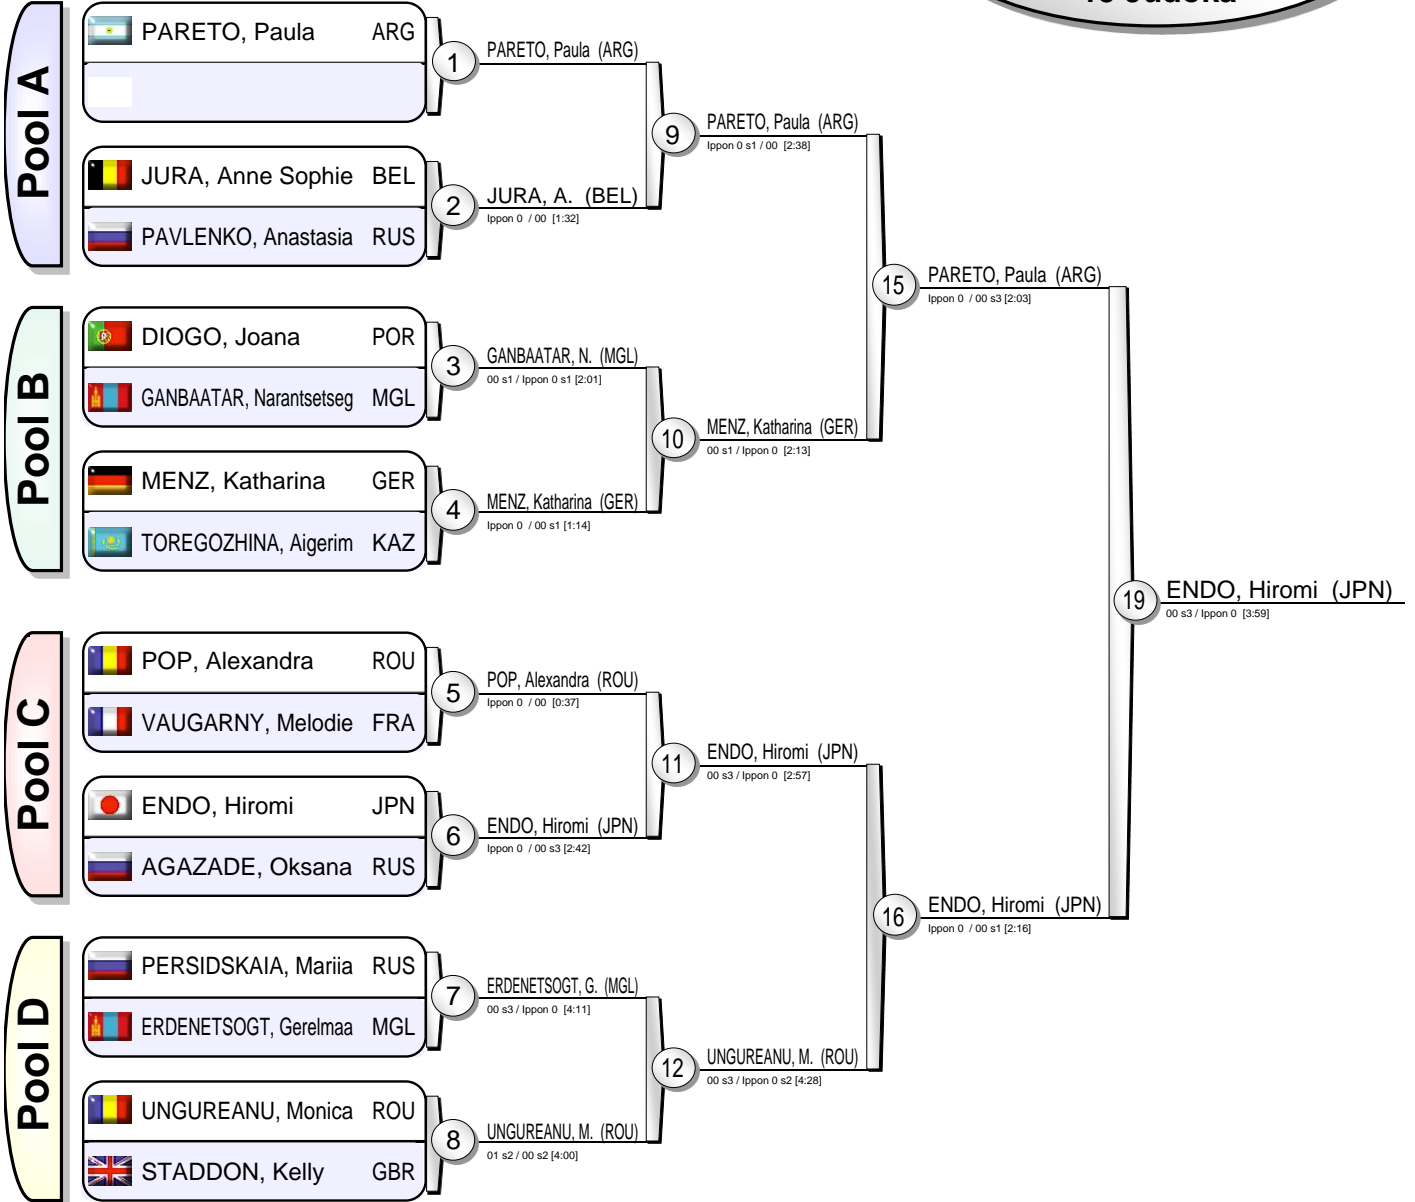 Pool A
PARETO, Paula ARG
1
PARETO, Paula (ARG)
JURA, Anne Sophie BEL
PAVLENKO, Anastasia RUS
2
JURA, A. (BEL)
Ippon 0 / 00 [1:32]
9
PARETO, Paula (ARG)
Ippon 0 s1 / 00 [2:38]
Pool B
DIOGO, Joana POR
GANBAATAR, Narantsetseg MGL
3
GANBAATAR, N. (MGL)
00 s1 / Ippon 0 s1 [2:01]
MENZ, Katharina GER
TOREGOZHINA, Aigerim KAZ
4
MENZ, Katharina (GER)
Ippon 0 / 00 s1 [1:14]
10
MENZ, Katharina (GER)
00 s1 / Ippon 0 [2:13]
15
PARETO, Paula (ARG)
Ippon 0 / 00 s3 [2:03]
Pool C
POP, Alexandra ROU
VAUGARNY, Melodie FRA
5
POP, Alexandra (ROU)
Ippon 0 / 00 [0:37]
ENDO, Hiromi JPN
AGAZADE, Oksana RUS
6
ENDO, Hiromi (JPN)
Ippon 0 / 00 s3 [2:42]
11
ENDO, Hiromi (JPN)
00 s3 / Ippon 0 [2:57]
Pool D
PERSIDSKAIA, Mariia RUS
ERDENETSOGT, Gerelmaa MGL
7
ERDENETSOGT, G. (MGL)
00 s3 / Ippon 0 [4:11]
UNGUREANU, Monica ROU
STADDON, Kelly GBR
8
UNGUREANU, M. (ROU)
01 s2 / 00 s2 [4:00]
12
UNGUREANU, M. (ROU)
00 s3 / Ippon 0 s2 [4:28]
16
ENDO, Hiromi (JPN)
Ippon 0 / 00 s1 [2:16]
19
ENDO, Hiromi (JPN)
00 s3 / Ippon 0 [3:59]